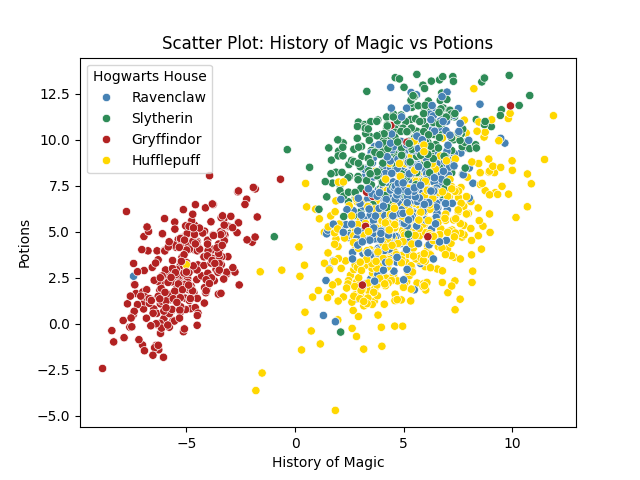 Scatter Plot: History of Magic vs Potions
Hogwarts House
Ravenclaw
Slytherin
Gryffindor
Hufflepuff
12.5
10.0
7.5
5.0
2.5
0.0
−2.5
−5.0
Potions
−5
0
5
10
History of Magic